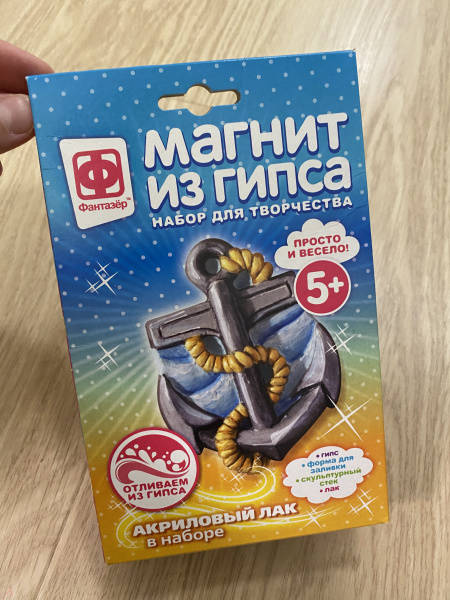 МАГНИТ
ИЗ ГИПСА
НАБОР ДЛЯ ТВОРЧЕСТВА
Ф
Фантазёр™
ПРОСТО
И ВЕСЕЛО!
5+
• гипс
• форма для
заливки
• скульптурный
стек
• лак
ОТЛИВАЕМ
ИЗ ГИПСА
АКРИЛОВЫЙ ЛАК
в наборе